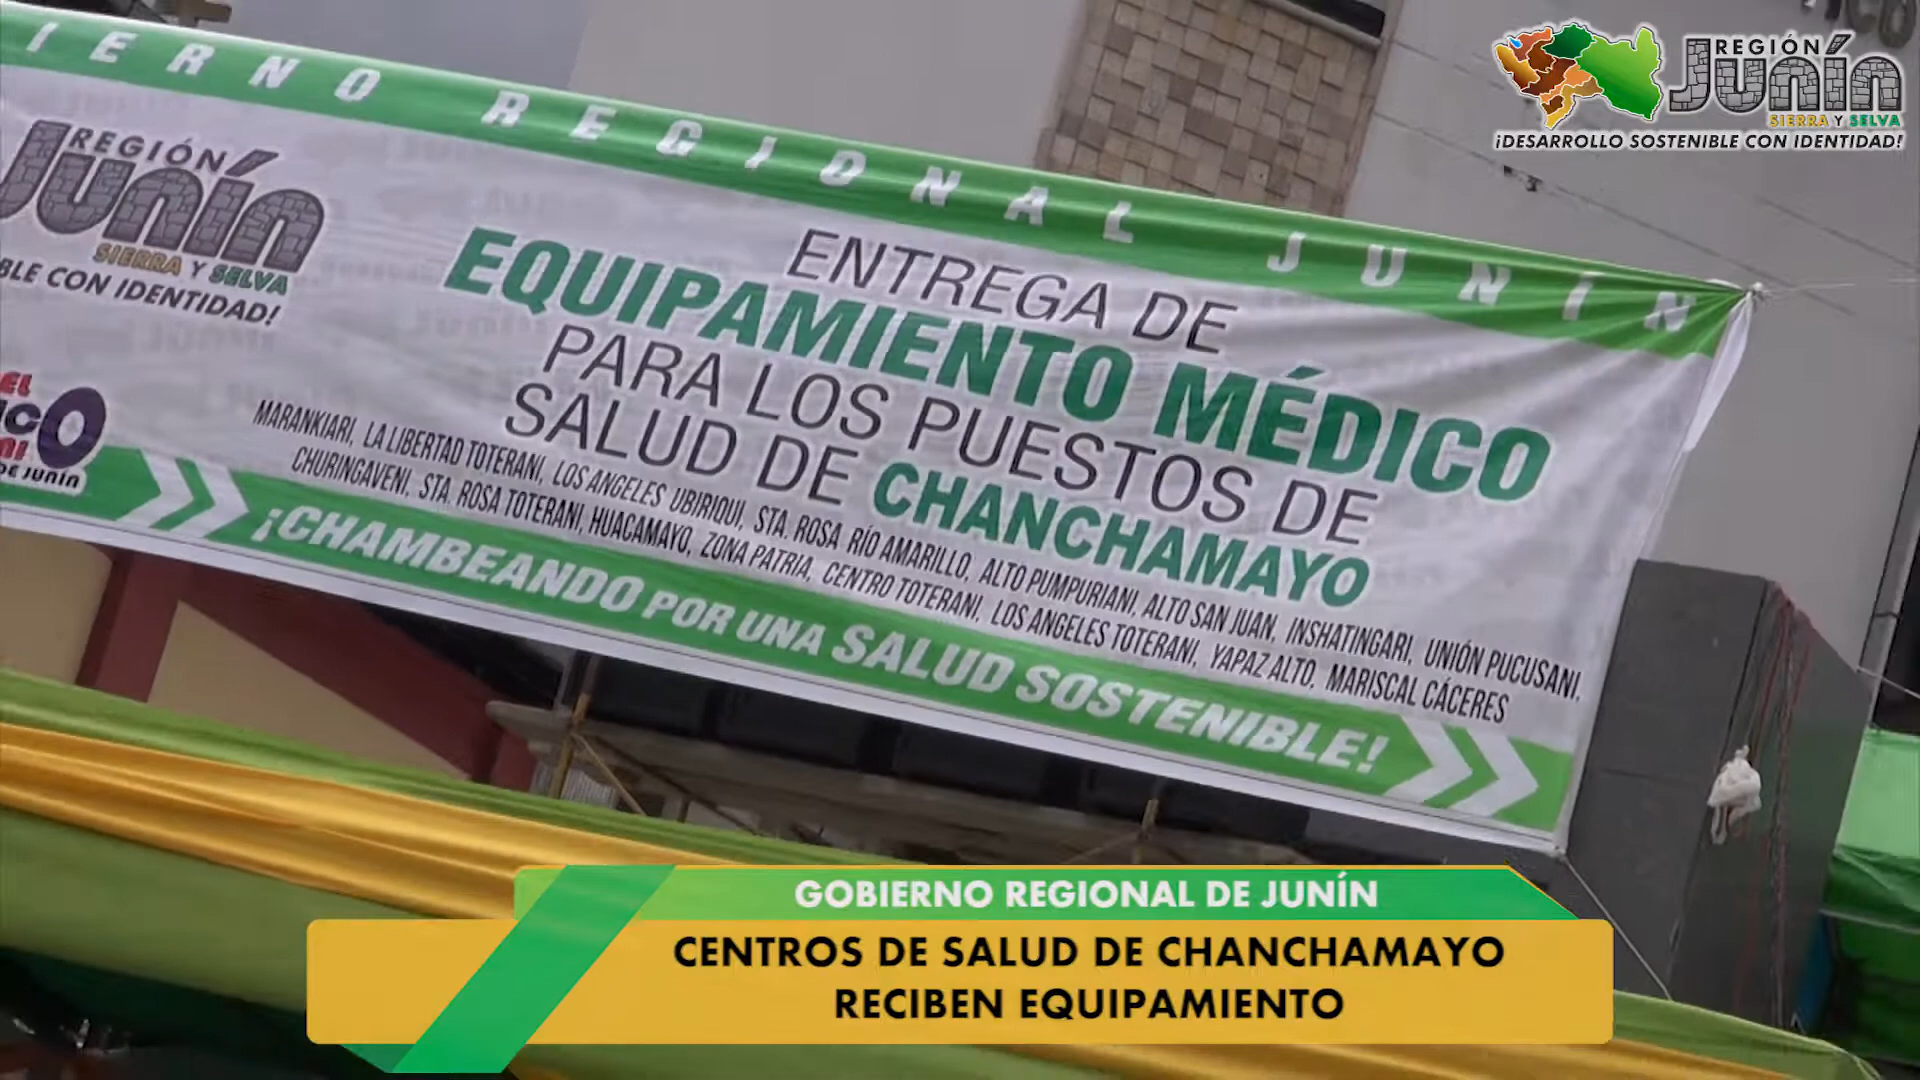 IERNO REGIONAL JUNÍN
REGIÓN
Junín
SIERRA Y SELVA
¡DESARROLLO SOSTENIBLE CON IDENTIDAD!
REGIÓN
Junín
SIERRA Y SELVA
BLE CON IDENTIDAD!
ENTREGA DE
EQUIPAMIENTO MÉDICO
PARA LOS PUESTOS DE
SALUD DE CHANCHAMAYO
MARANKIARI, LA LIBERTAD TOTERANI, LOS ANGELES UBIRIQUI, STA. ROSA RÍO AMARILLO, ALTO PUMPURIANI, ALTO SAN JUAN, INSHATINGARI, UNIÓN PUCUSANI,
CHURINGAVENI, STA. ROSA TOTERANI, HUACAMAYO, ZONA PATRIA, CENTRO TOTERANI, LOS ANGELES TOTERANI, YAPAZ ALTO, MARISCAL CÁCERES
EL
DE JUNÍN
¡CHAMBEANDO POR UNA SALUD SOSTENIBLE!
GOBIERNO REGIONAL DE JUNÍN
CENTROS DE SALUD DE CHANCHAMAYO
RECIBEN EQUIPAMIENTO